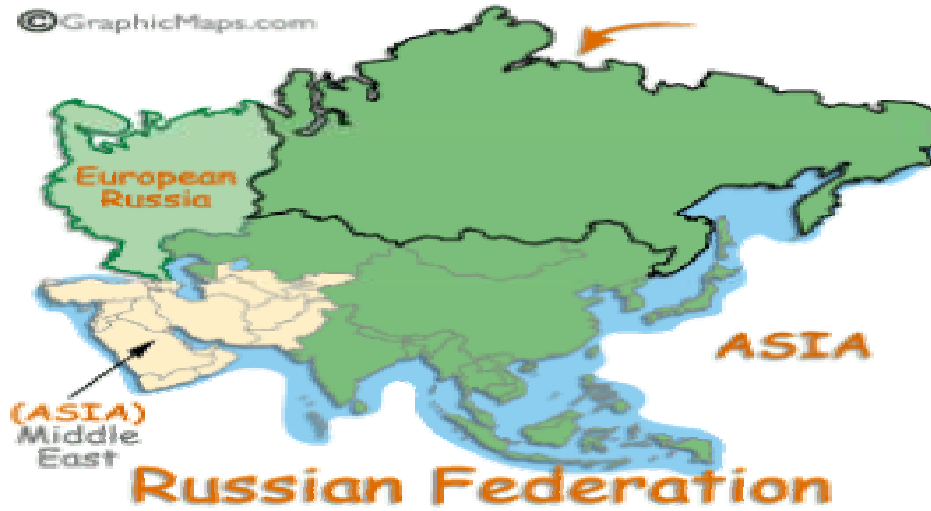 ©GraphicMaps.com
European
Russia
ASIA
(ASIA)
Middle
East
Russian Federation